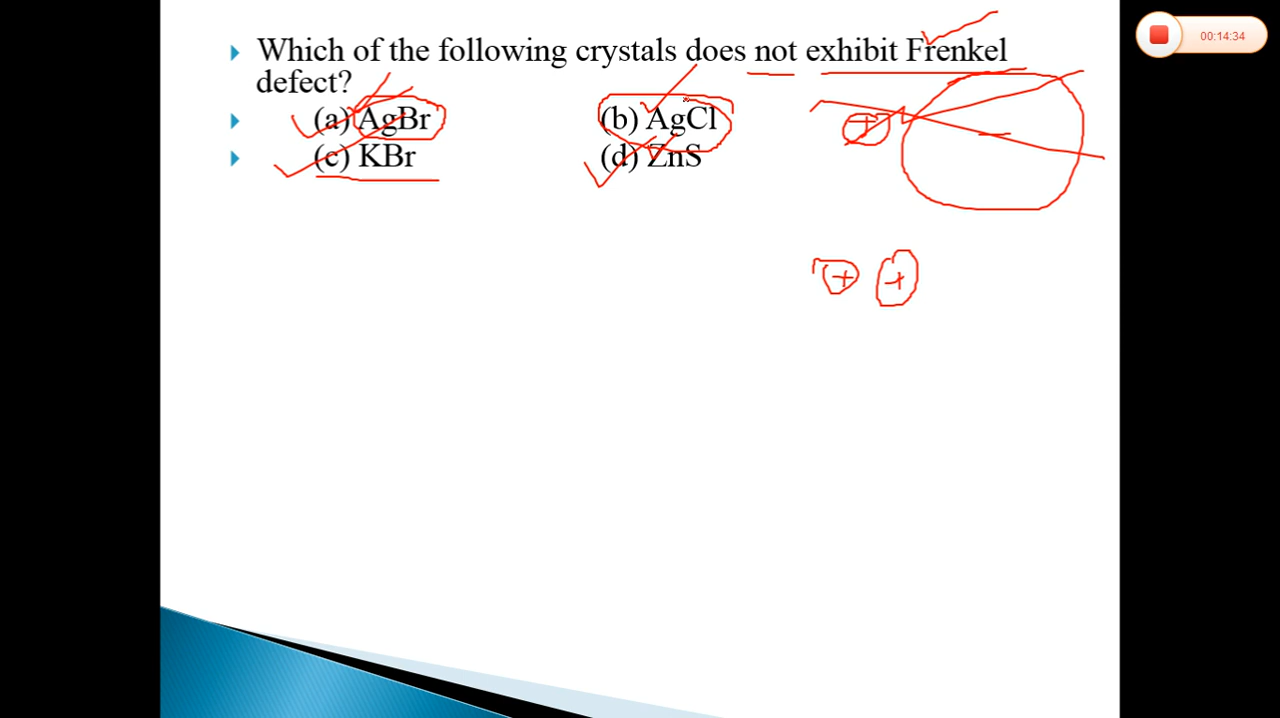 Which of the following crystals does not exhibit Frenkel
defect?
(a) AgBr (b) AgCl
(c) KBr (d) ZnS
+
+ +
00:14:34